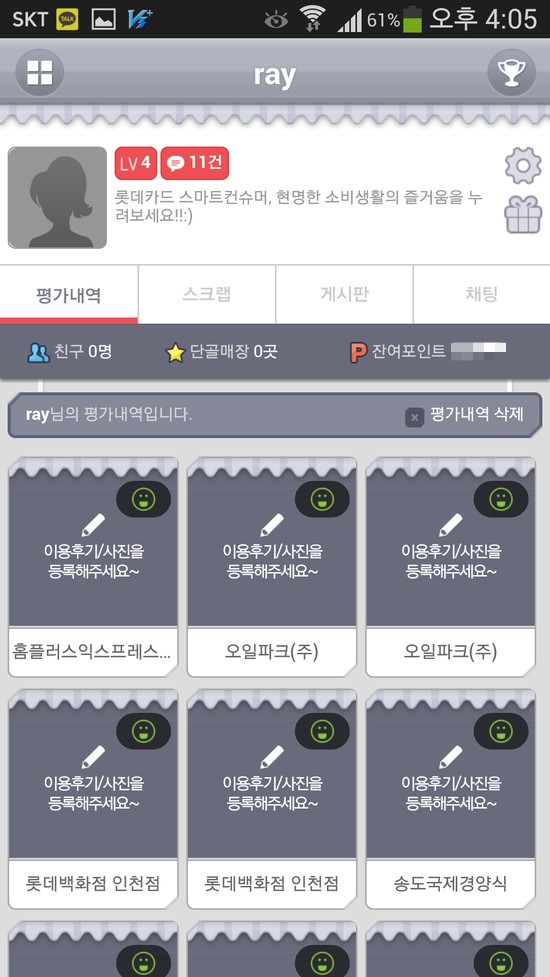 SKT TALK 61% 오후 4:05
ray
LV 4 11건
롯데카드 스마트컨슈머, 현명한 소비생활의 즐거움을 누
려보세요!!:)
평가내역 스크랩 게시판 채팅
친구 0명 단골매장 0곳 P 잔여포인트
ray님의 평가내역입니다. × 평가내역 삭제
이용후기/사진을
등록해주세요~
이용후기/사진을
등록해주세요~
이용후기/사진을
등록해주세요~
홈플러스익스프레스... 오일파크(주) 오일파크(주)
이용후기/사진을
등록해주세요~
이용후기/사진을
등록해주세요~
이용후기/사진을
등록해주세요~
롯데백화점 인천점 롯데백화점 인천점 송도국제경양식